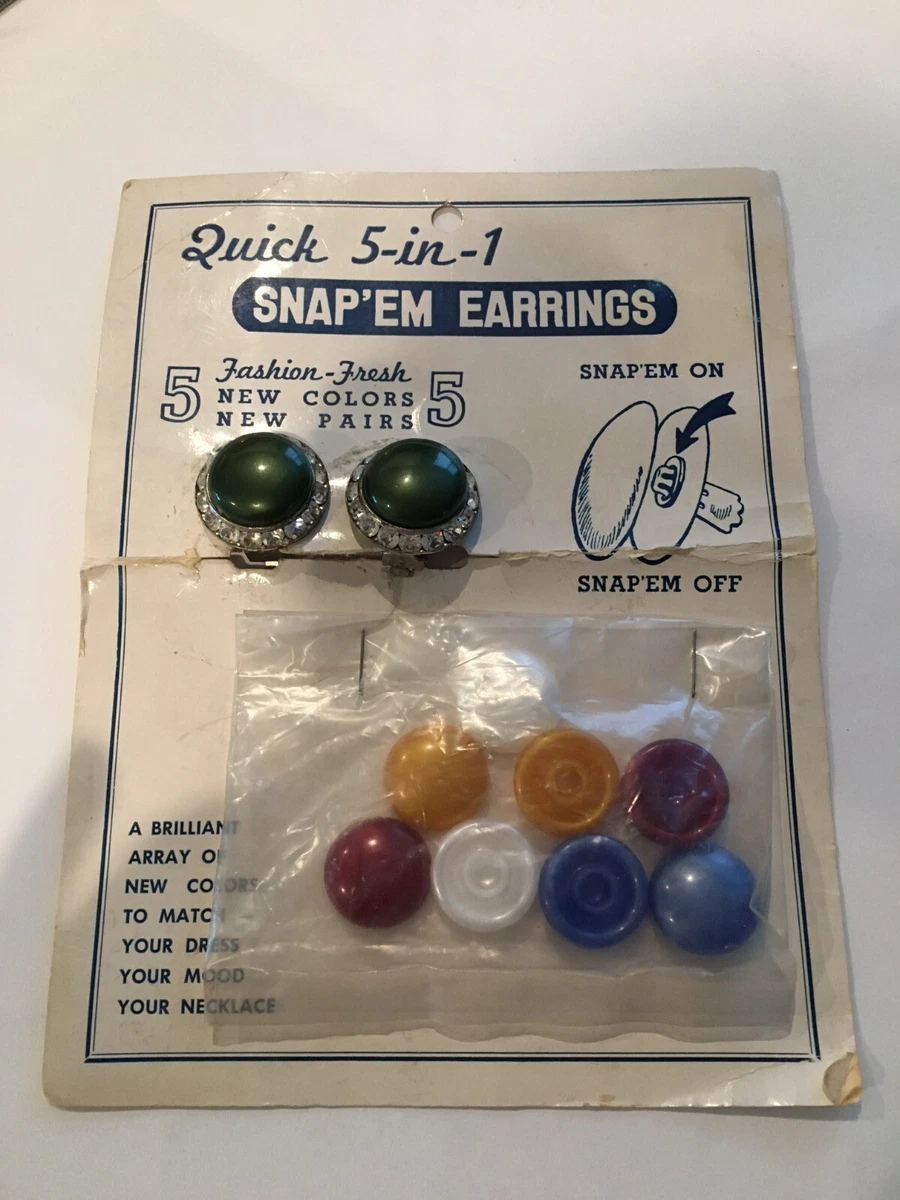 Quick 5-in-1
SNAP'EM EARRINGS
5 Fashion-Fresh 5
NEW COLORS
NEW PAIRS
SNAP'EM ON
SNAP'EM OFF
A BRILLIANT
ARRAY OF
NEW COLORS
TO MATCH –
YOUR DRESS
YOUR MOOD
YOUR NECKLACE